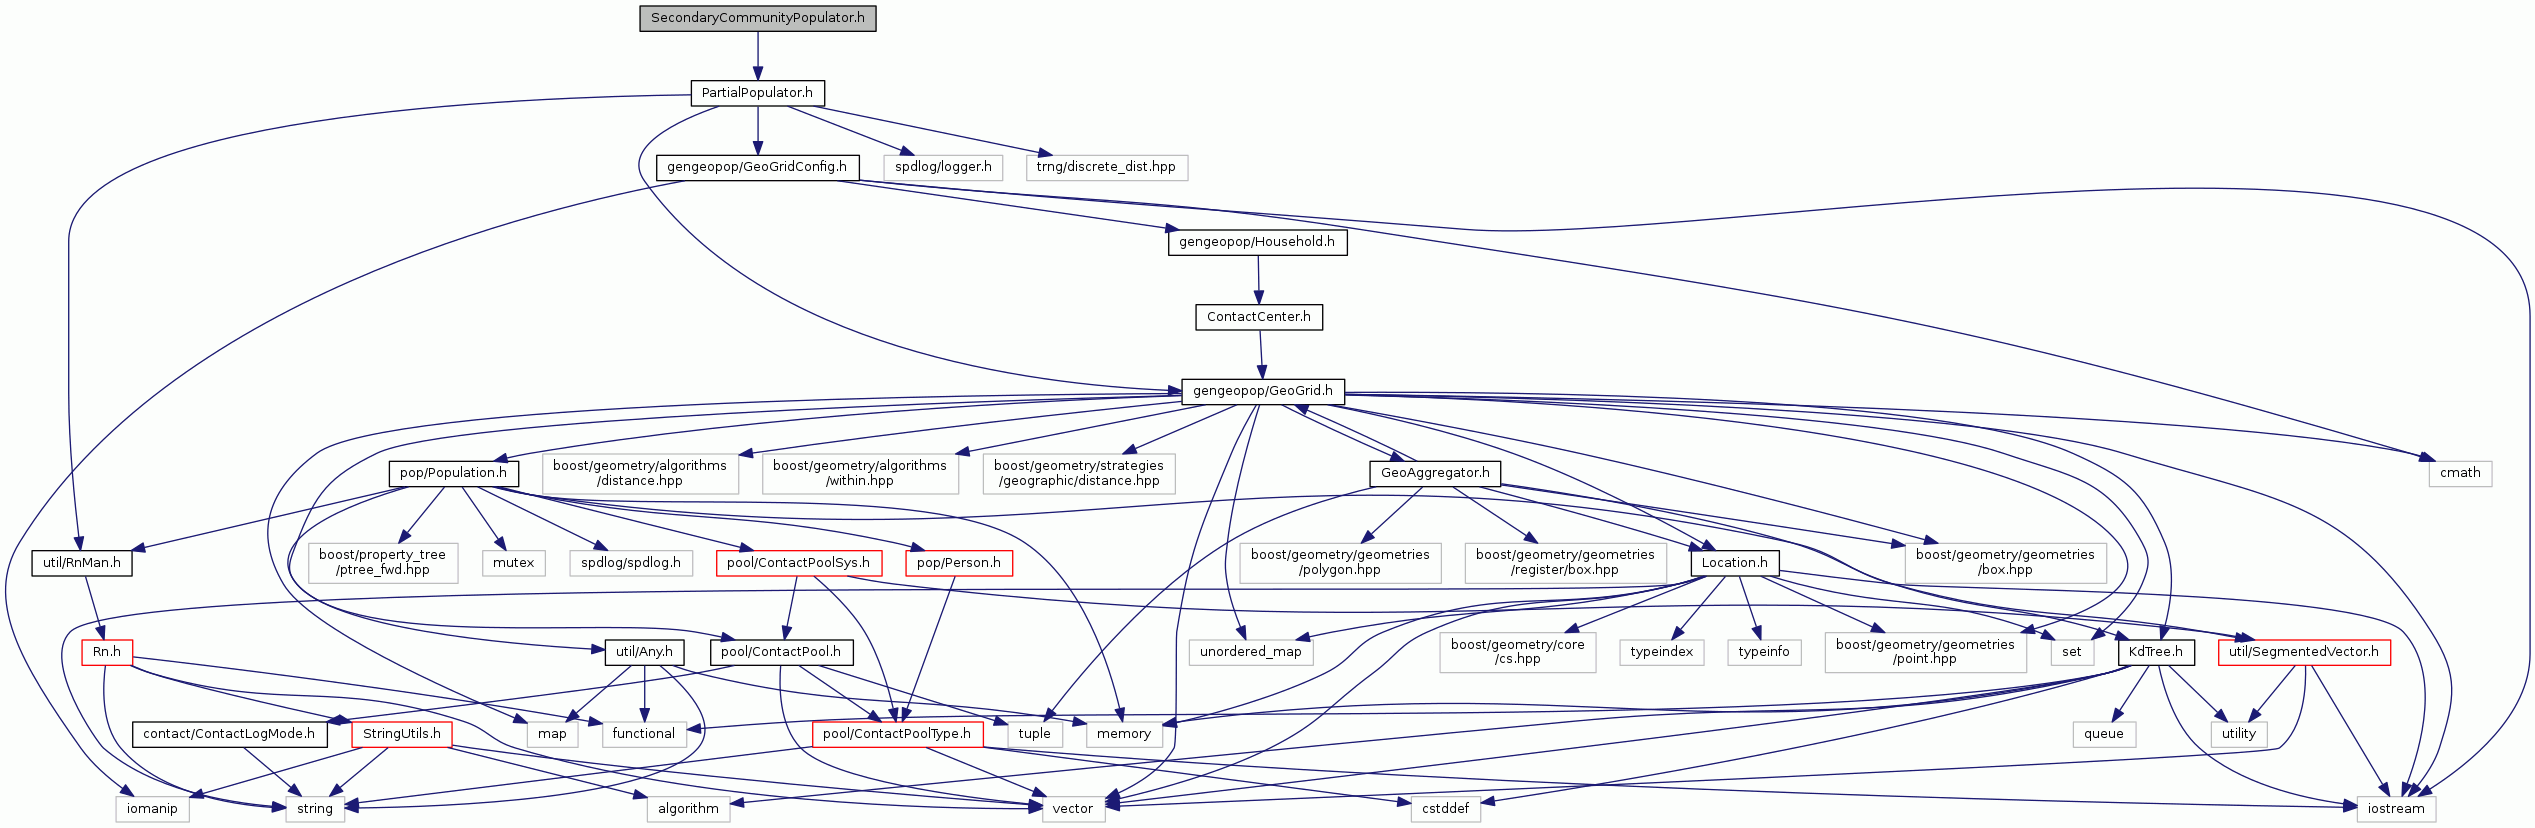 SecondaryCommunityPopulator.h
PartialPopulator.h
gengeopop/GeoGridConfig.h
spdlog/logger.h
trng/discrete_dist.hpp
gengeopop/Household.h
ContactCenter.h
gengeopop/GeoGrid.h
pop/Population.h
boost/geometry/algorithms
/distance.hpp
boost/geometry/algorithms
/within.hpp
boost/geometry/strategies
/geographic/distance.hpp
GeoAggregator.h
cmath
util/RnMan.h
boost/property_tree
/ptree_fwd.hpp
mutex
spdlog/spdlog.h
pool/ContactPoolSys.h
pop/Person.h
boost/geometry/geometries
/polygon.hpp
boost/geometry/geometries
/register/box.hpp
Location.h
boost/geometry/geometries
/box.hpp
Rn.h
util/Any.h
pool/ContactPool.h
unordered_map
boost/geometry/core
/cs.hpp
typeindex
typeinfo
boost/geometry/geometries
/point.hpp
set
KdTree.h
util/SegmentedVector.h
contact/ContactLogMode.h
StringUtils.h
map
functional
pool/ContactPoolType.h
tuple
memory
queue
utility
iomanip
string
algorithm
vector
cstddef
iostream